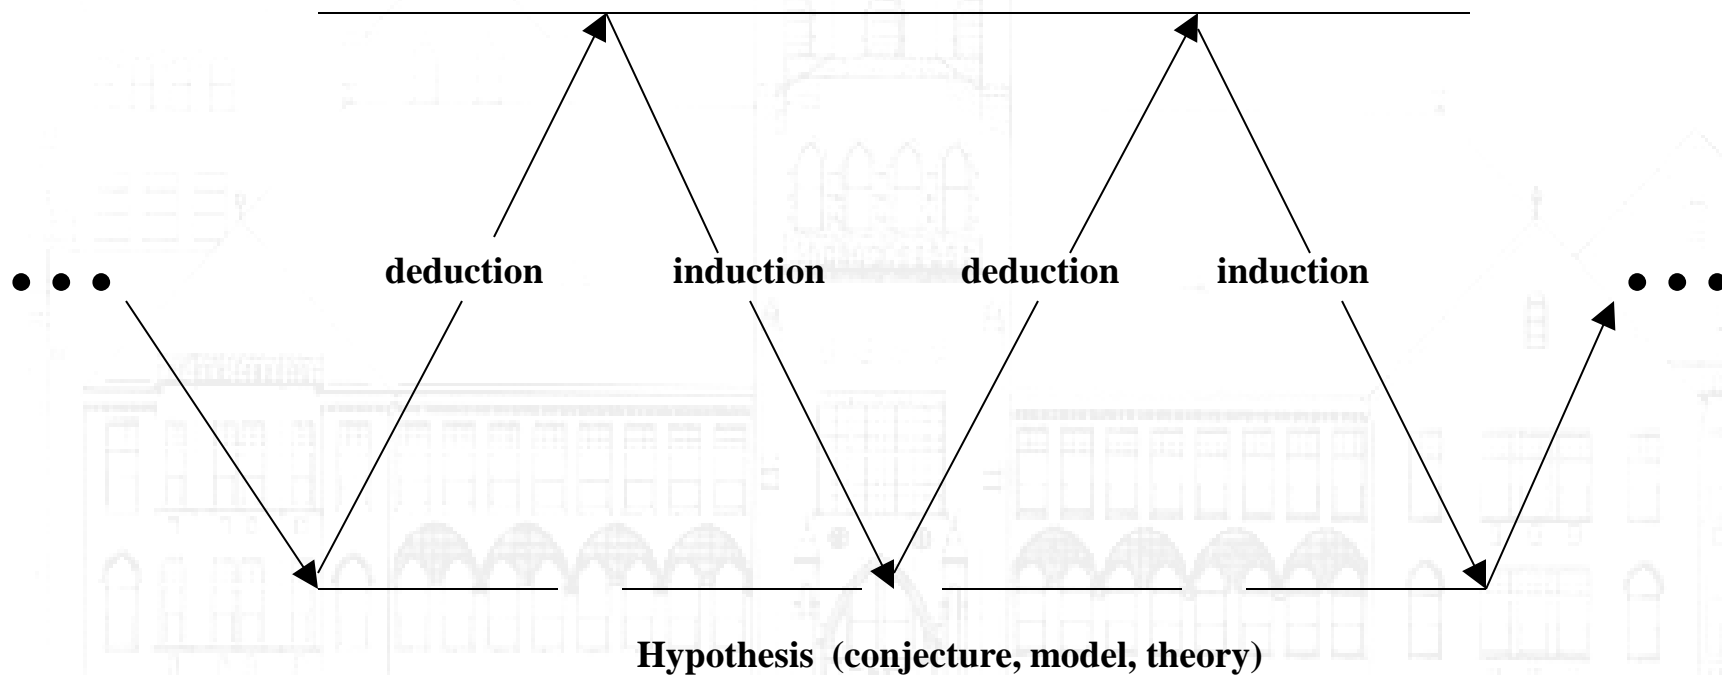 deduction induction deduction induction
Hypothesis (conjecture, model, theory)